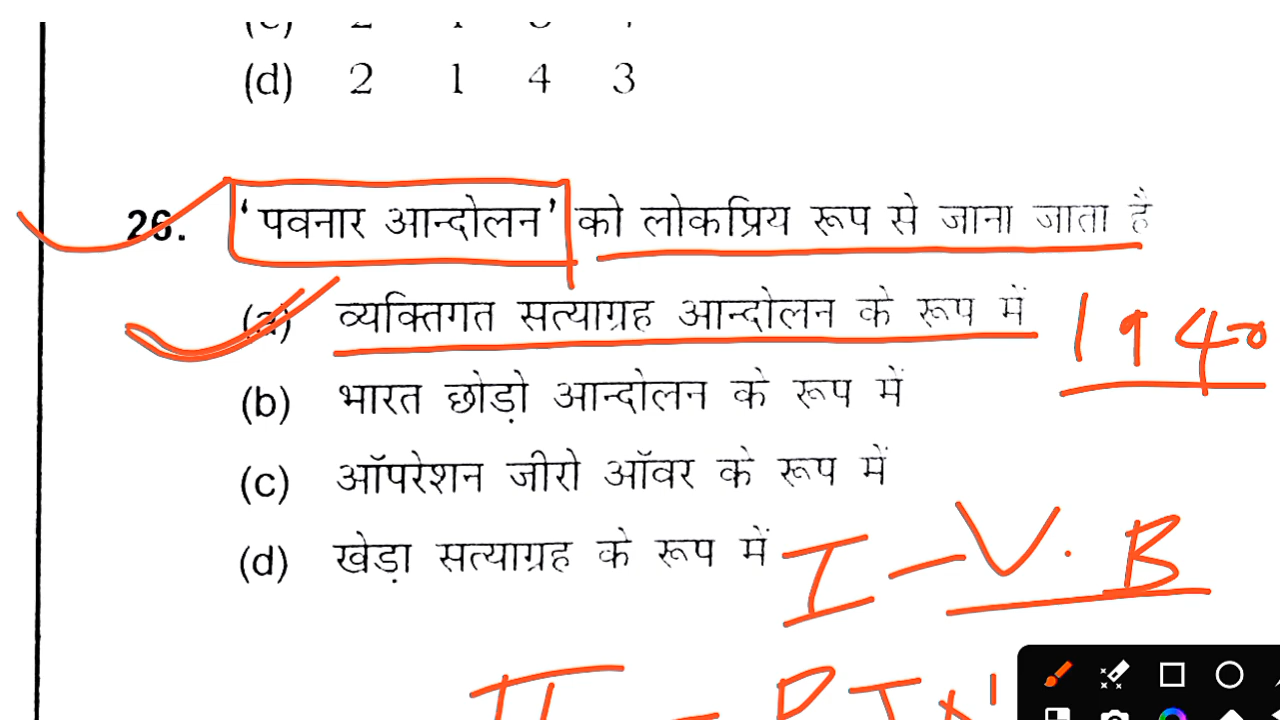 (d) 2 1 4 3
26. 'पवनार आन्दोलन' को लोकप्रिय रूप से जाना जाता है
(a) व्यक्तिगत सत्याग्रह आन्दोलन के रूप में
1940
(b) भारत छोड़ो आन्दोलन के रूप में
(c) ऑपरेशन जीरो ऑवर के रूप में
(d) खेड़ा सत्याग्रह के रूप में
I - V. B
II -